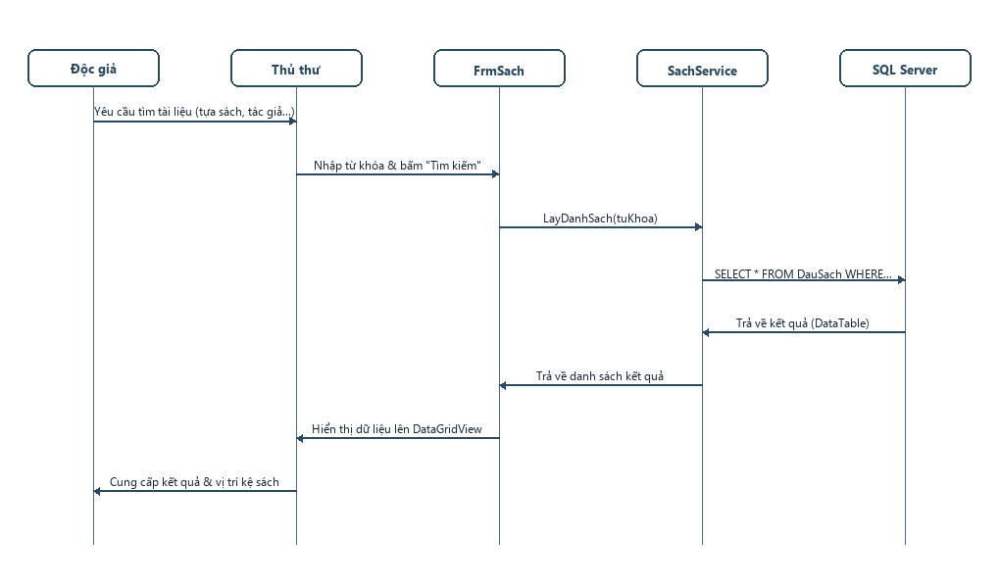 Độc giả
Thủ thư
FrmSach
SachService
SQL Server
Yêu cầu tìm tài liệu (tựa sách, tác giả...)
Nhập từ khóa & bấm "Tìm kiếm"
LayDanhSach(tuKhoa)
SELECT * FROM DauSach WHERE...
Trả về kết quả (DataTable)
Trả về danh sách kết quả
Hiển thị dữ liệu lên DataGridView
Cung cấp kết quả & vị trí kệ sách